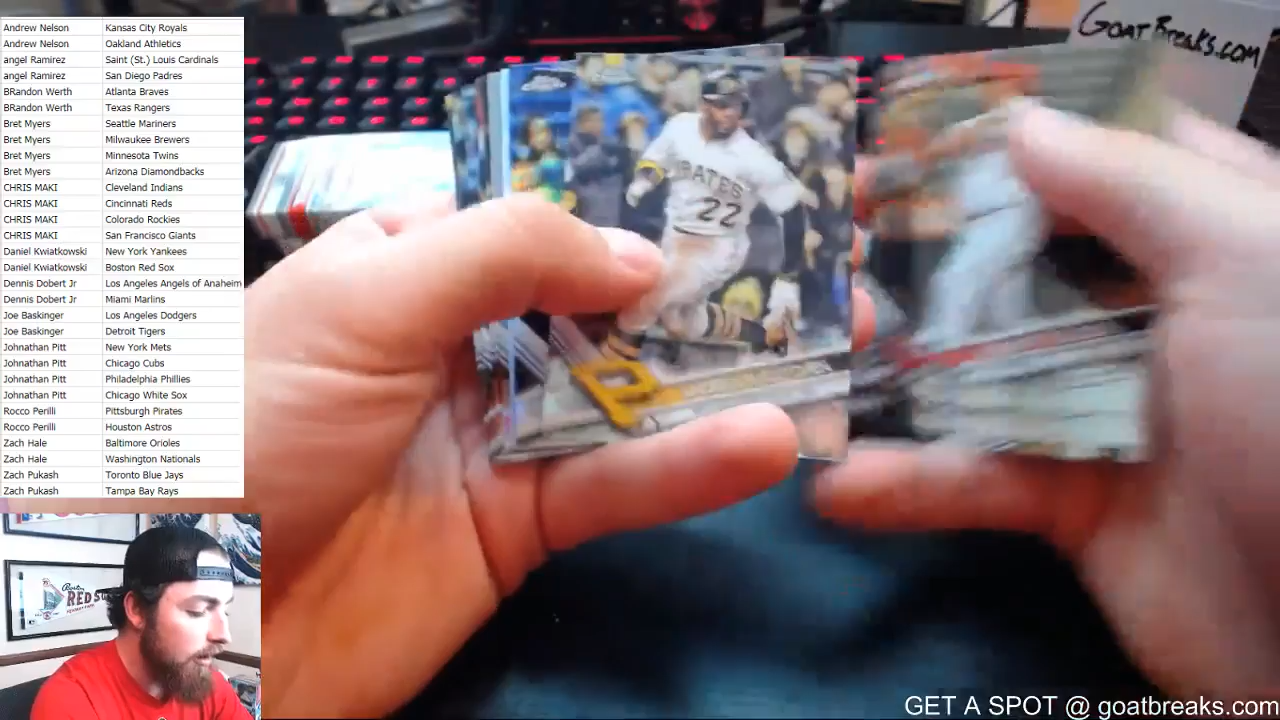 Andrew Nelson Kansas City Royals
Andrew Nelson Oakland Athletics
angel Ramirez Saint (St.) Louis Cardinals
angel Ramirez San Diego Padres
BRandon Werth Atlanta Braves
BRandon Werth Texas Rangers
Bret Myers Seattle Mariners
Bret Myers Milwaukee Brewers
Bret Myers Minnesota Twins
Bret Myers Arizona Diamondbacks
CHRIS MAKI Cleveland Indians
CHRIS MAKI Cincinnati Reds
CHRIS MAKI Colorado Rockies
CHRIS MAKI San Francisco Giants
Daniel Kwiatkowski New York Yankees
Daniel Kwiatkowski Boston Red Sox
Dennis Dobert Jr Los Angeles Angels of Anaheim
Dennis Dobert Jr Miami Marlins
Joe Baskinger Los Angeles Dodgers
Joe Baskinger Detroit Tigers
Johnathan Pitt New York Mets
Johnathan Pitt Chicago Cubs
Johnathan Pitt Philadelphia Phillies
Johnathan Pitt Chicago White Sox
Rocco Perilli Pittsburgh Pirates
Rocco Perilli Houston Astros
Zach Hale Baltimore Orioles
Zach Hale Washington Nationals
Zach Pukash Toronto Blue Jays
Zach Pukash Tampa Bay Rays
GOATBREAKS.COM
PIRATES
22
P
Boston
RED SO
GET A SPOT @ goatbreaks.com